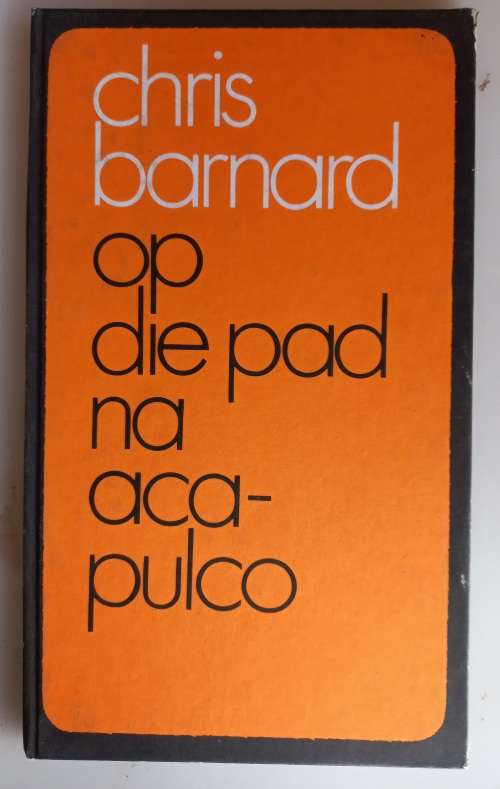 chris
barnard
op
die pad
na
aca-
pulco